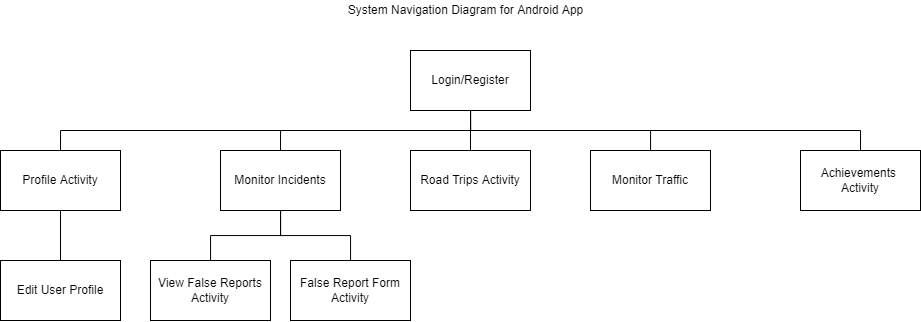 System Navigation Diagram for Android App
Login/Register
Profile Activity
Monitor Incidents
Road Trips Activity
Monitor Traffic
Achievements
Activity
Edit User Profile
View False Reports
Activity
False Report Form
Activity